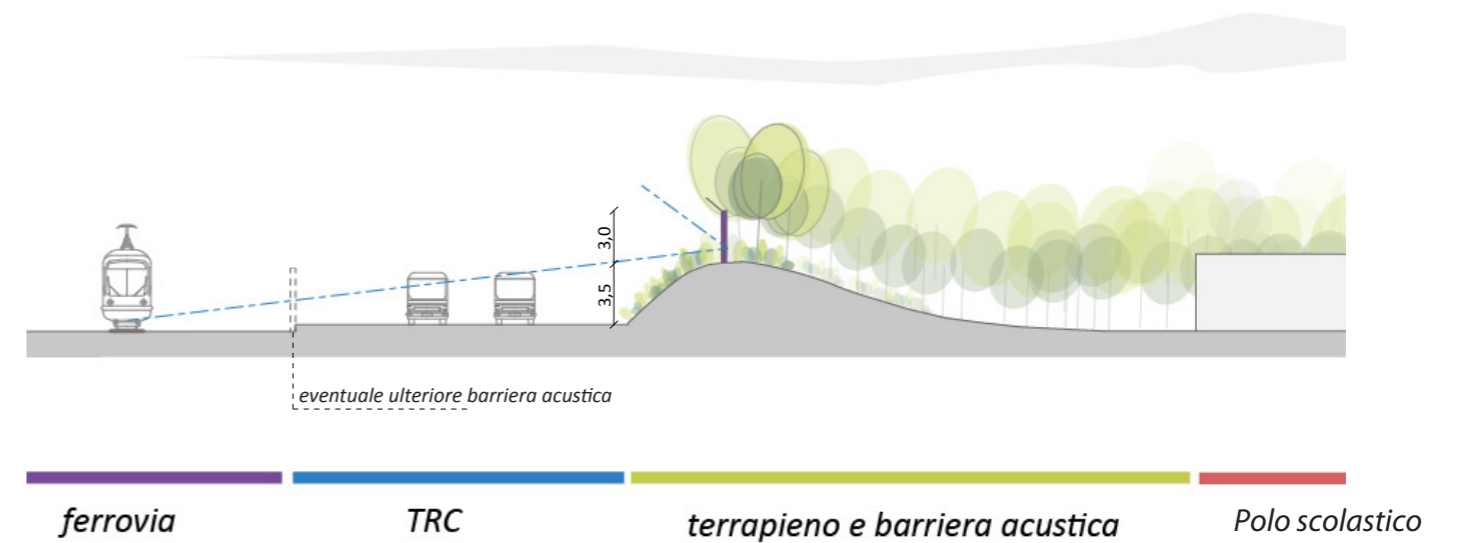 3,0
3,5
eventuale ulteriore barriera acustica
ferrovia
TRC
terrapieno e barriera acustica
Polo scolastico